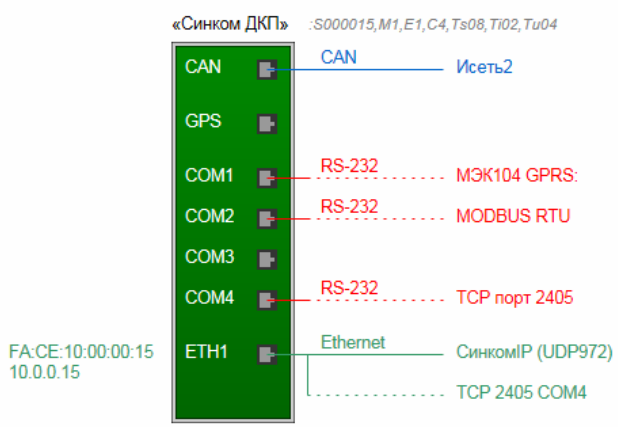 «Синком ДКП» :S000015,M1,E1,C4,Ts08,Ti02,Tu04
CAN CAN Исеть2
GPS
COM1 RS-232 МЭК104 GPRS:
COM2 RS-232 MODBUS RTU
COM3
COM4 RS-232 TCP порт 2405
FA:CE:10:00:00:15 ETH1 Ethernet СинкомIP (UDP972)
10.0.0.15
TCP 2405 COM4